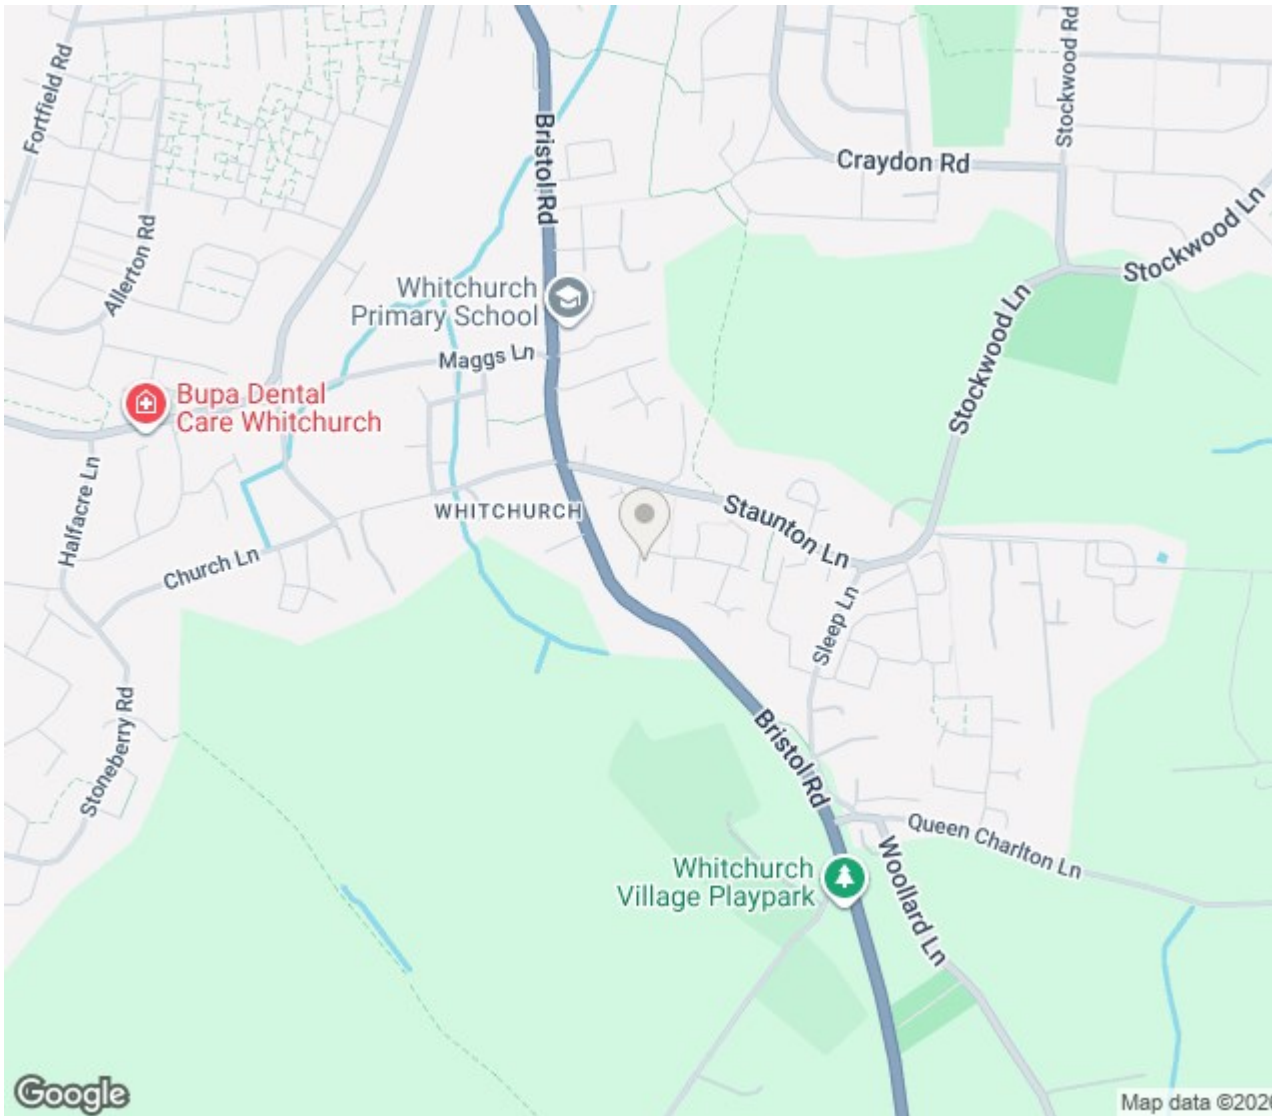 Fortfield Rd
Bristol Rd
Stockwood Rd
Craydon Rd
Stockwood Ln
Allerton Rd
Whitchurch
Primary School
Stockwood Ln
Maggs Ln
Bupa Dental
Care Whitchurch
Halfacre Ln
WHITCHURCH
Staunton Ln
Church Ln
Sleep Ln
Stoneberry Rd
Bristol Rd
Queen Charlton Ln
Whitchurch
Village Playpark
Woollard Ln
Google
Map data ©2026